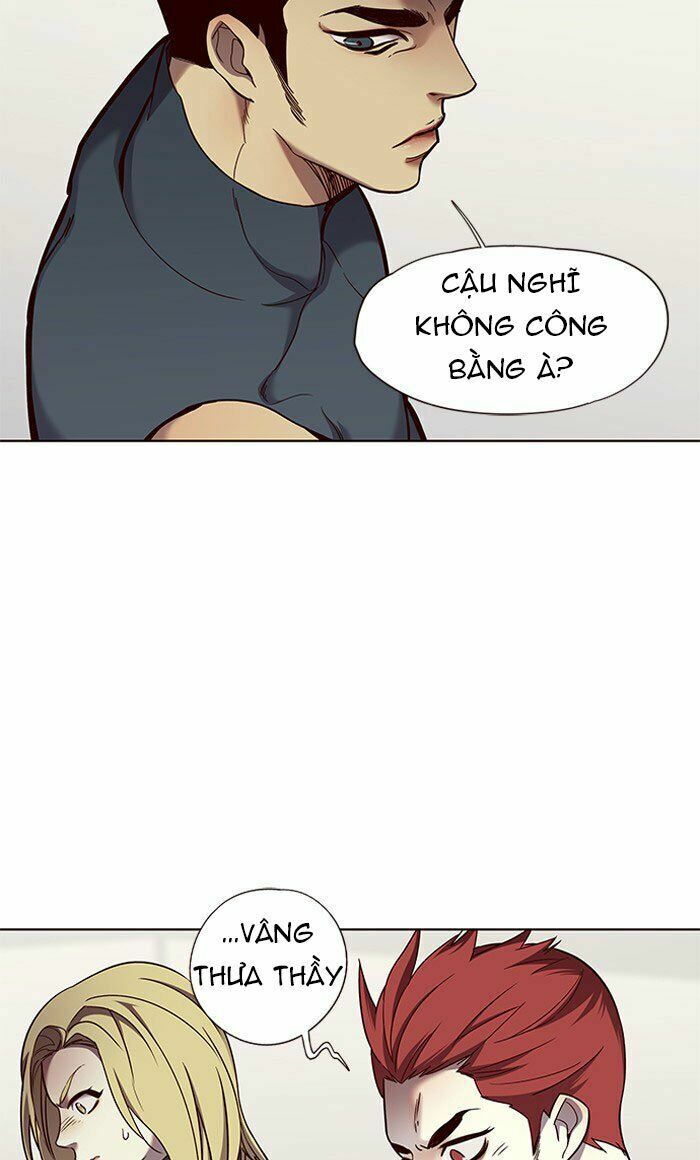 CẬU NGHĨ
KHÔNG CÔNG
BẰNG À?
...VÂNG
THƯA THẦY